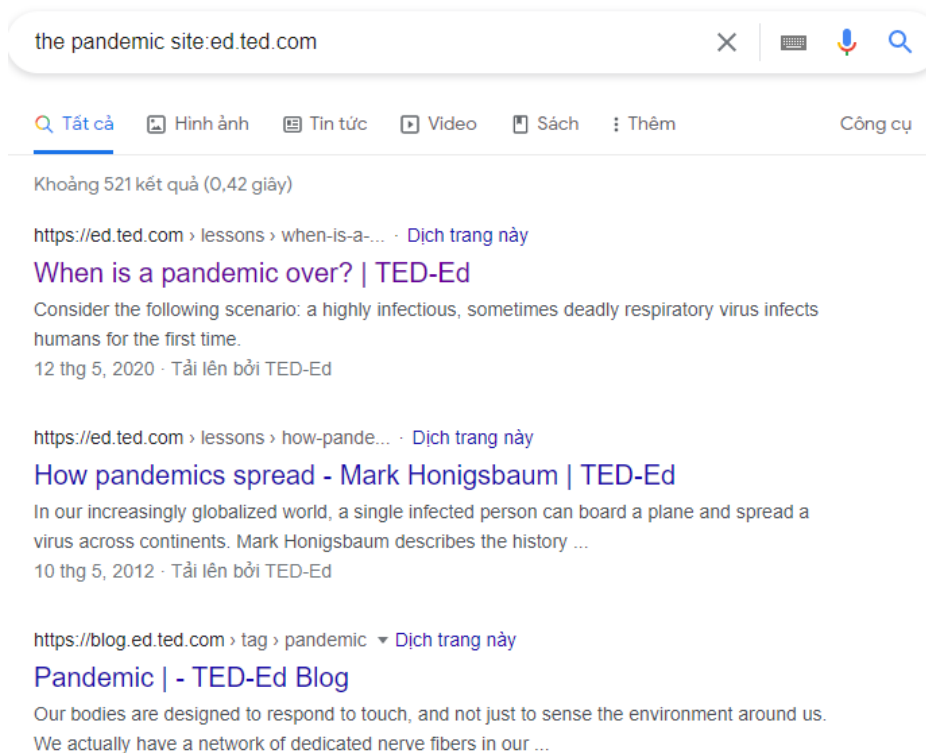 the pandemic site:ed.ted.com
Tất cả Hình ảnh Tin tức Video Sách Thêm Công cụ
Khoảng 521 kết quả (0,42 giây)
https://ed.ted.com › lessons › when-is-a-... · Dịch trang này
When is a pandemic over? | TED-Ed
Consider the following scenario: a highly infectious, sometimes deadly respiratory virus infects
humans for the first time.
12 thg 5, 2020 · Tải lên bởi TED-Ed
https://ed.ted.com › lessons › how-pande... · Dịch trang này
How pandemics spread - Mark Honigsbaum | TED-Ed
In our increasingly globalized world, a single infected person can board a plane and spread a
virus across continents. Mark Honigsbaum describes the history ...
10 thg 5, 2012 · Tải lên bởi TED-Ed
https://blog.ed.ted.com › tag › pandemic ▾ Dịch trang này
Pandemic | - TED-Ed Blog
Our bodies are designed to respond to touch, and not just to sense the environment around us.
We actually have a network of dedicated nerve fibers in our ...